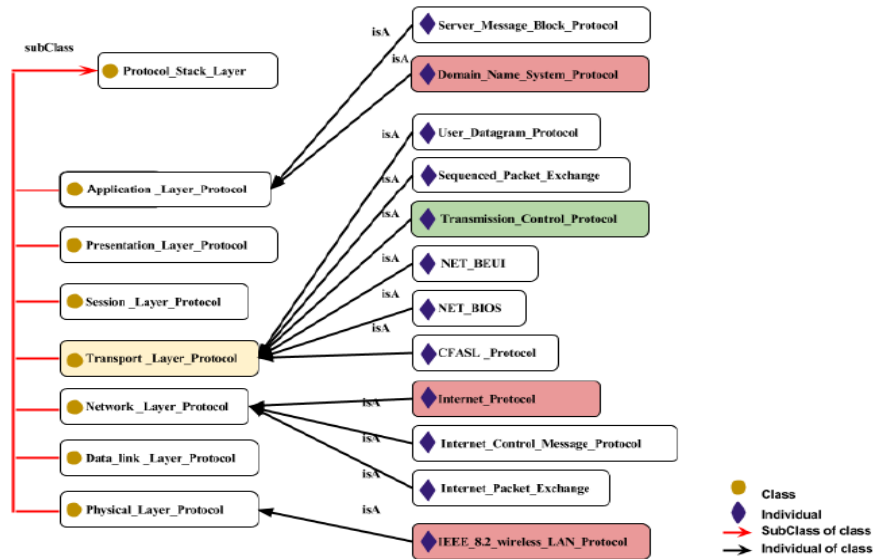 Server_Message_Block_Protocol
isA
subClass
isA
Protocol_Stack_Layer
Domain_Name_System_Protocol
isA
User_Datagram_Protocol
isA
Sequenced_Packet_Exchange
Application _Layer_Protocol
isA
Transmission_Control_Protocol
Presentation_Layer_Protocol
isA
NET_BEUI
isA
Session _Layer_Protocol
NET_BIOS
isA
Transport _Layer_Protocol
CFASL _Protocol
Network _Layer_Protocol
isA
Internet_Protocol
isA
Internet_Control_Message_Protocol
Data_link _Layer_Protocol
isA
Internet_Packet_Exchange
Physical_Layer_Protocol
isA
IEEE_8.2_wireless_LAN_Protocol
Class
Individual
SubClass of class
Individual of class